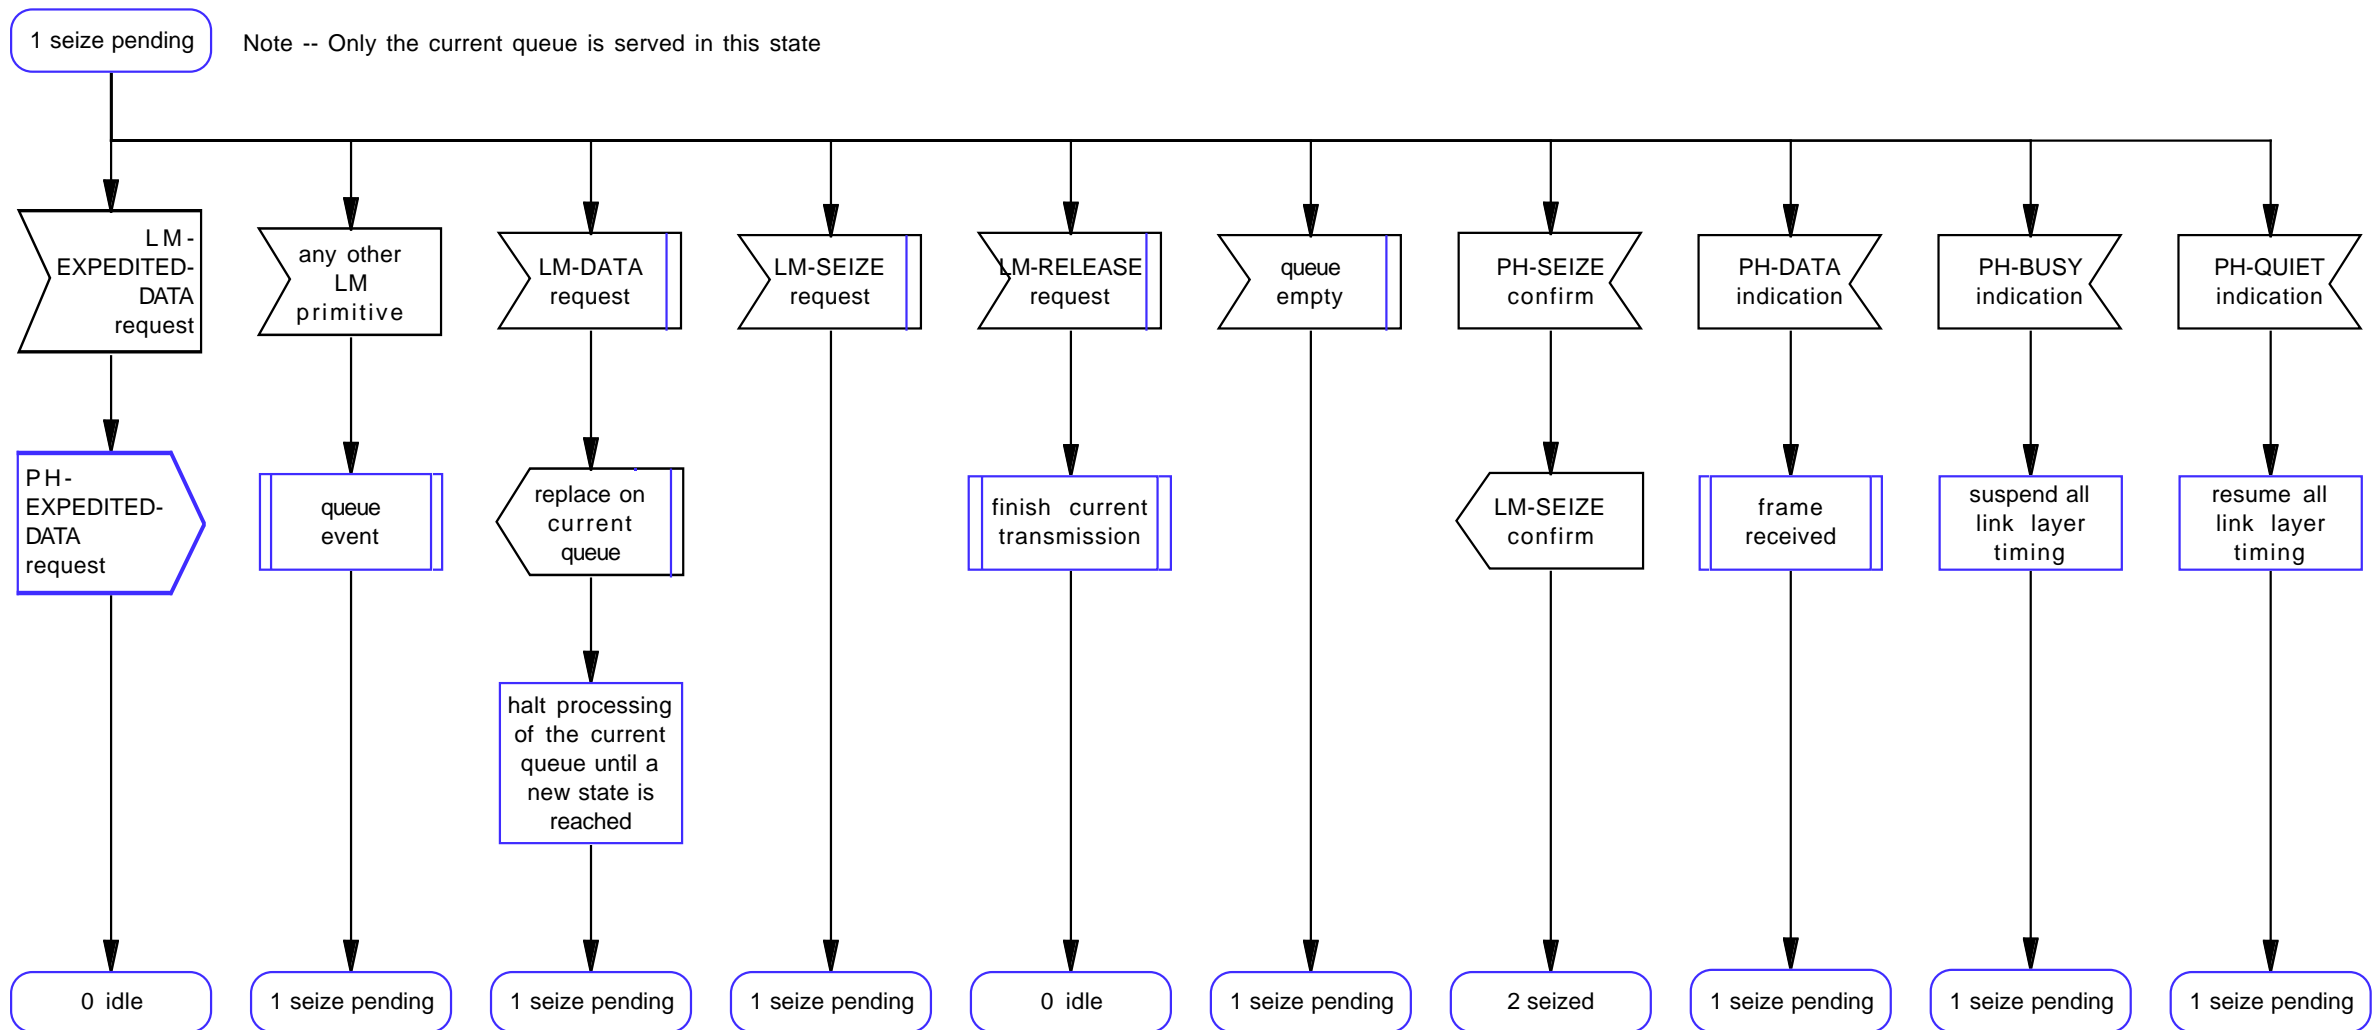 1 seize pending
Note -- Only the current queue is served in this state
LM-
EXPEDITED-
DATA
request
any other
LM
primitive
LM-DATA
request
LM-SEIZE
request
LM-RELEASE
request
queue
empty
PH-SEIZE
confirm
PH-DATA
indication
PH-BUSY
indication
PH-QUIET
indication
PH-
EXPEDITED-
DATA
request
queue
event
replace on
current
queue
finish current
transmission
LM-SEIZE
confirm
frame
received
suspend all
link layer
timing
resume all
link layer
timing
halt processing
of the current
queue until a
new state is
reached
0 idle
1 seize pending
1 seize pending
1 seize pending
0 idle
1 seize pending
2 seized
1 seize pending
1 seize pending
1 seize pending